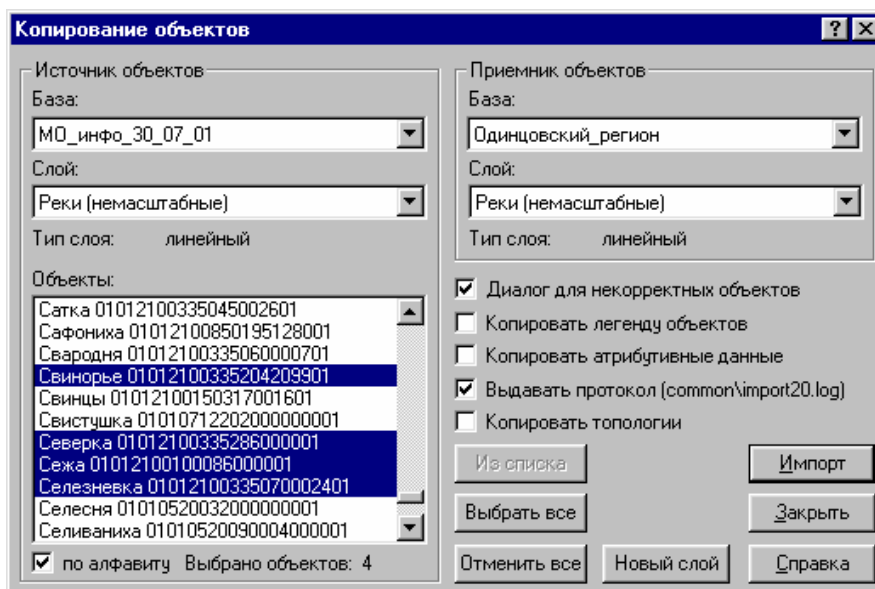 Копирование объектов
Источник объектов
База:
МО_инфо_30_07_01
Слой:
Реки (немасштабные)
Тип слоя: линейный
Объекты:
Сатка 01012100335045002601
Сафониха 01012100850195128001
Свародня 01012100335060000701
Свинорье 01012100335204209901
Свинцы 01012100150317001601
Свистушка 01010712202000000001
Северка 01012100335286000001
Сежа 01012100100086000001
Селезневка 01012100335070002401
Селесня 01010520032000000001
Селиваниха 01010520090004000001
по алфавиту Выбрано объектов: 4
Приемник объектов
База:
Одинцовский_регион
Слой:
Реки (немасштабные)
Тип слоя: линейный
Диалог для некорректных объектов
Копировать легенду объектов
Копировать атрибутивные данные
Выдавать протокол (common\import20.log)
Копировать топологии
Из списка
Импорт
Выбрать все
Закрыть
Отменить все
Новый слой
Справка